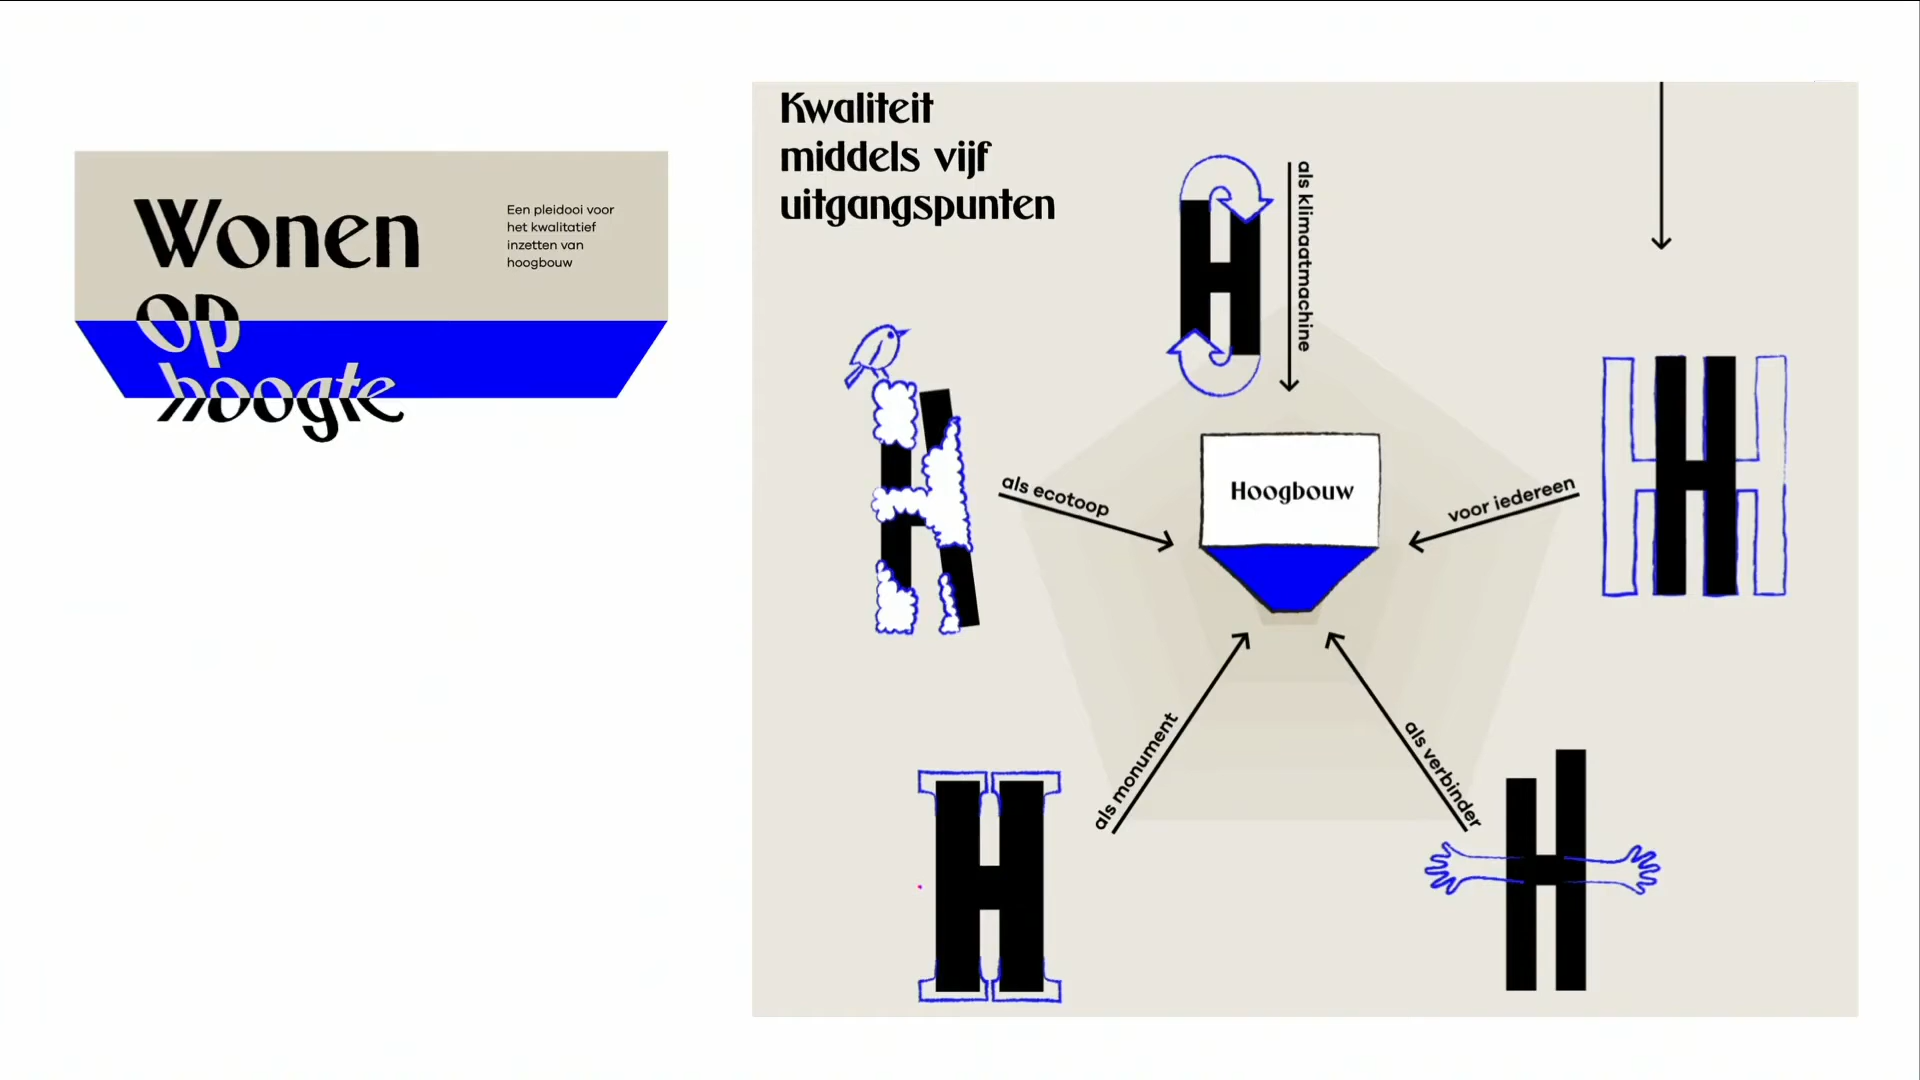 Wonen
op
hoogte
Een pleidooi voor
het kwalitatief
inzetten van
hoogbouw
Kwaliteit
middels vijf
uitgangspunten
als klimaatmachine
als ecotoop
Hoogbouw
voor iedereen
als monument
als verbinder